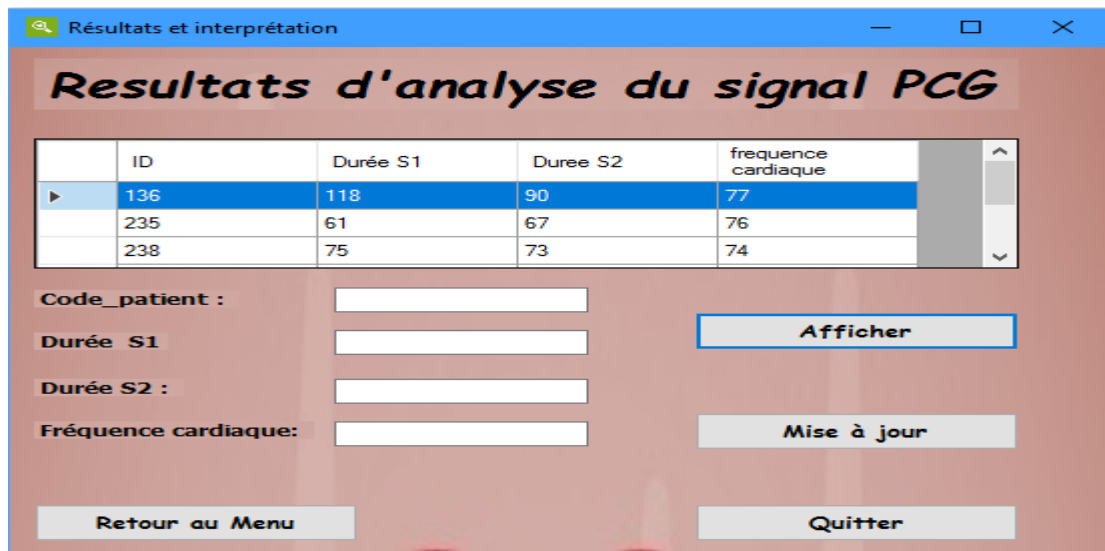 Résultats et interprétation
Resultats d'analyse du signal PCG
ID Durée S1 Duree S2 frequence cardiaque
136 118 90 77
235 61 67 76
238 75 73 74
Code_patient :
Durée S1
Afficher
Durée S2 :
Fréquence cardiaque:
Mise à jour
Retour au Menu
Quitter